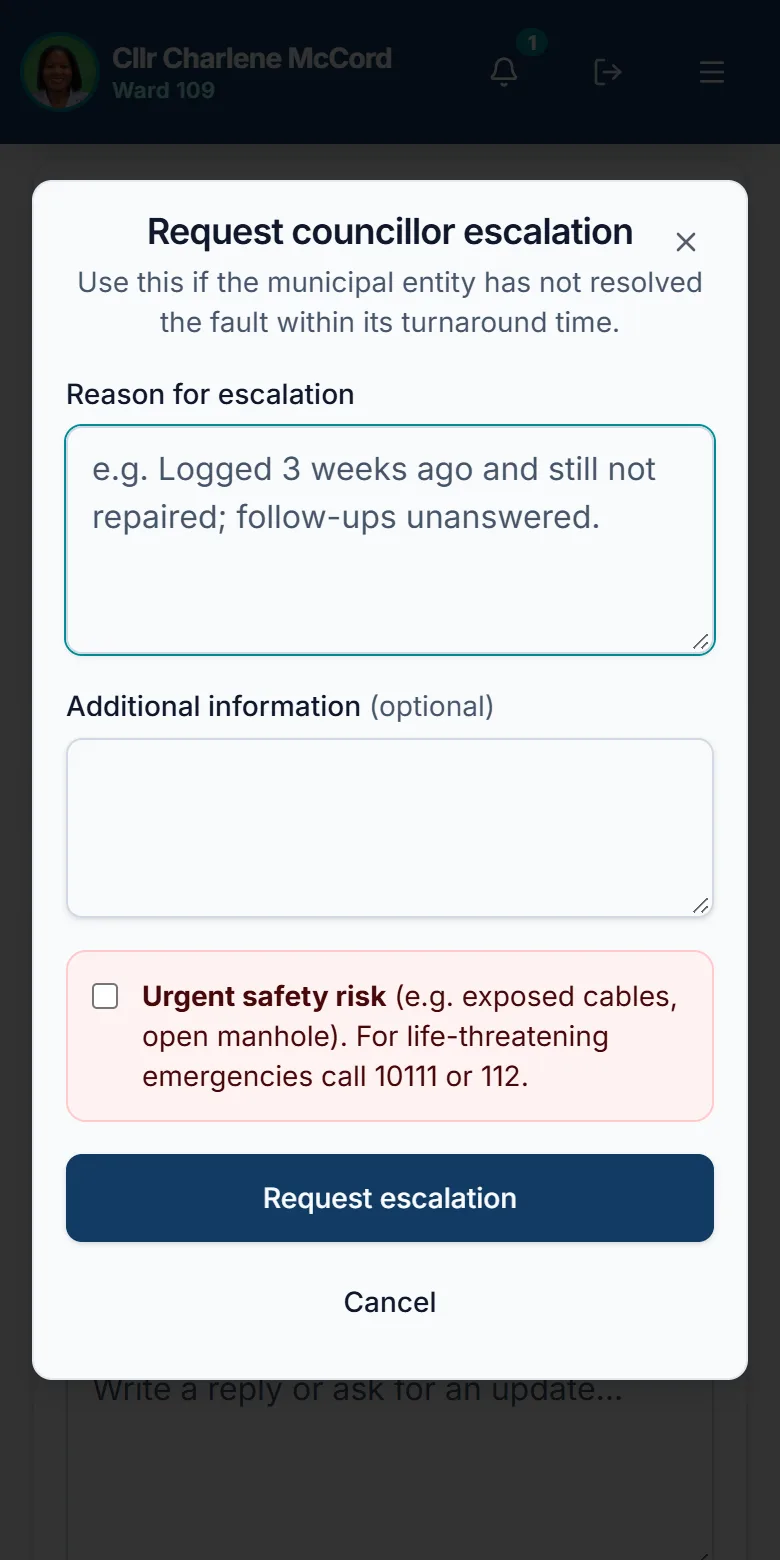 Cllr Charlene McCord
Ward 109
1
Request councillor escalation
Use this if the municipal entity has not resolved
the fault within its turnaround time.
Reason for escalation
e.g. Logged 3 weeks ago and still not
repaired; follow-ups unanswered.
Additional information (optional)
Urgent safety risk (e.g. exposed cables,
open manhole). For life-threatening
emergencies call 10111 or 112.
Request escalation
Cancel
Write a reply or ask for an update...